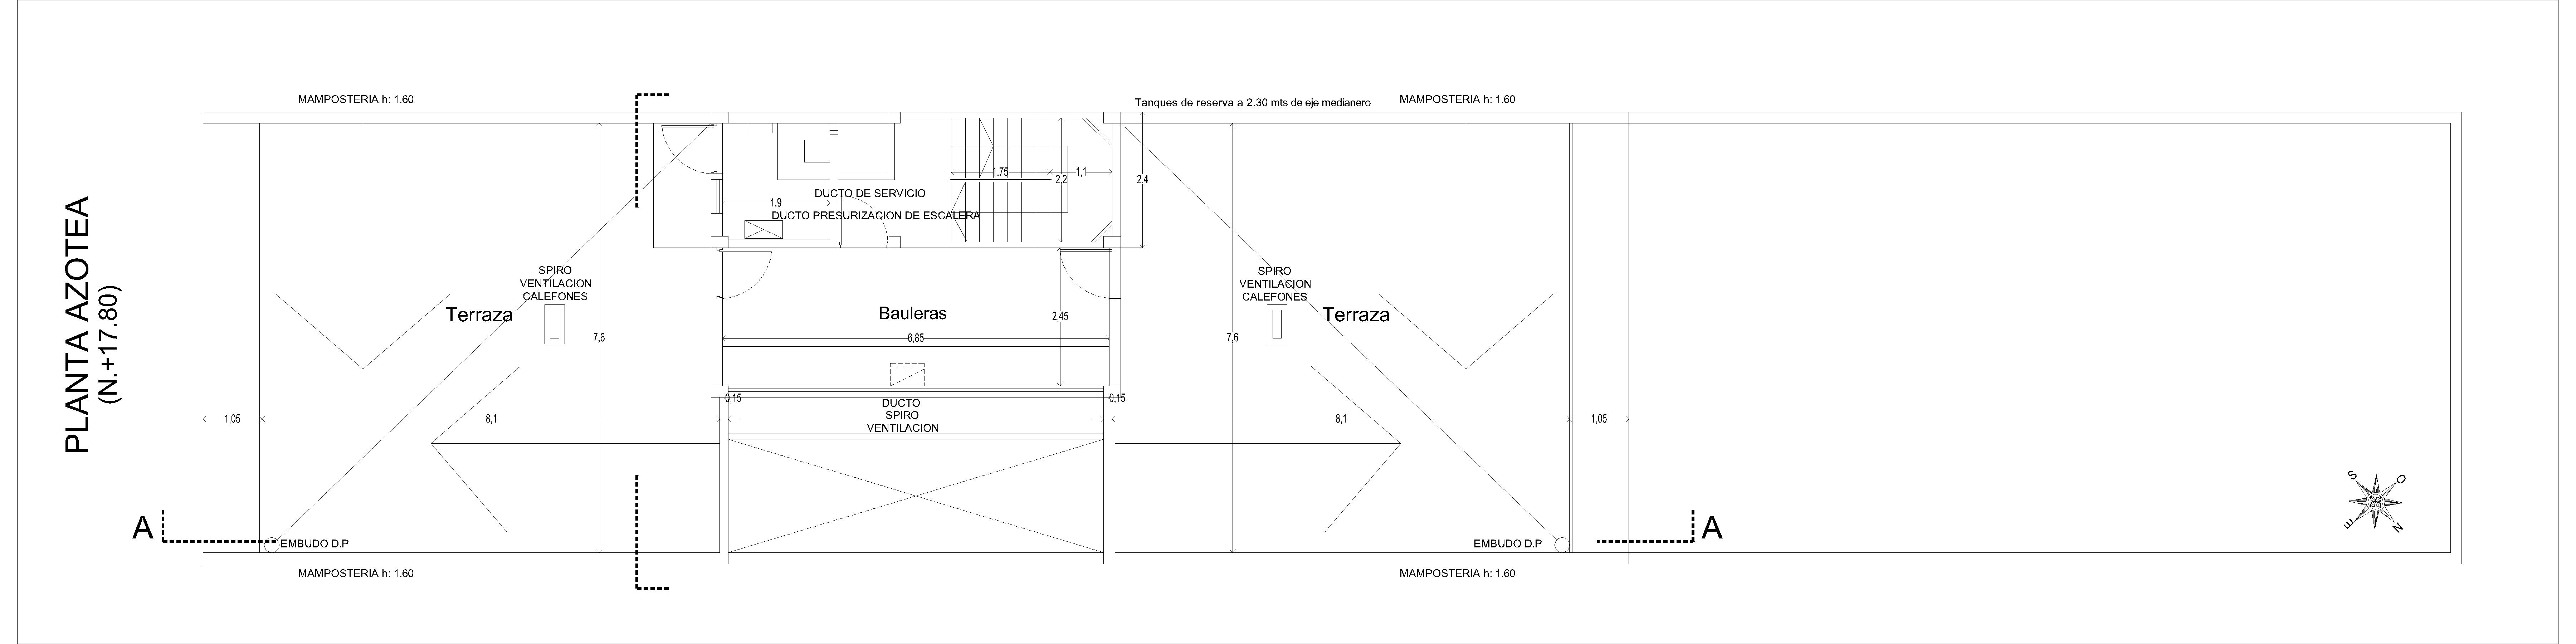 PLANTA AZOTEA
(N.+17.80)
MAMPOSTERIA h: 1.60
Tanques de reserva a 2.30 mts de eje medianero
MAMPOSTERIA h: 1.60
1,75
1,1
2,2
2,4
DUCTO DE SERVICIO
1,9
DUCTO PRESURIZACION DE ESCALERA
SPIRO
VENTILACION
CALEFONES
Terraza
7,6
Bauleras
2,45
6,85
SPIRO
VENTILACION
CALEFONES
Terraza
7,6
0,15
0,15
DUCTO
SPIRO
VENTILACION
1,05
8,1
8,1
1,05
A
EMBUDO D.P
EMBUDO D.P
A
S
O
E
N
MAMPOSTERIA h: 1.60
MAMPOSTERIA h: 1.60